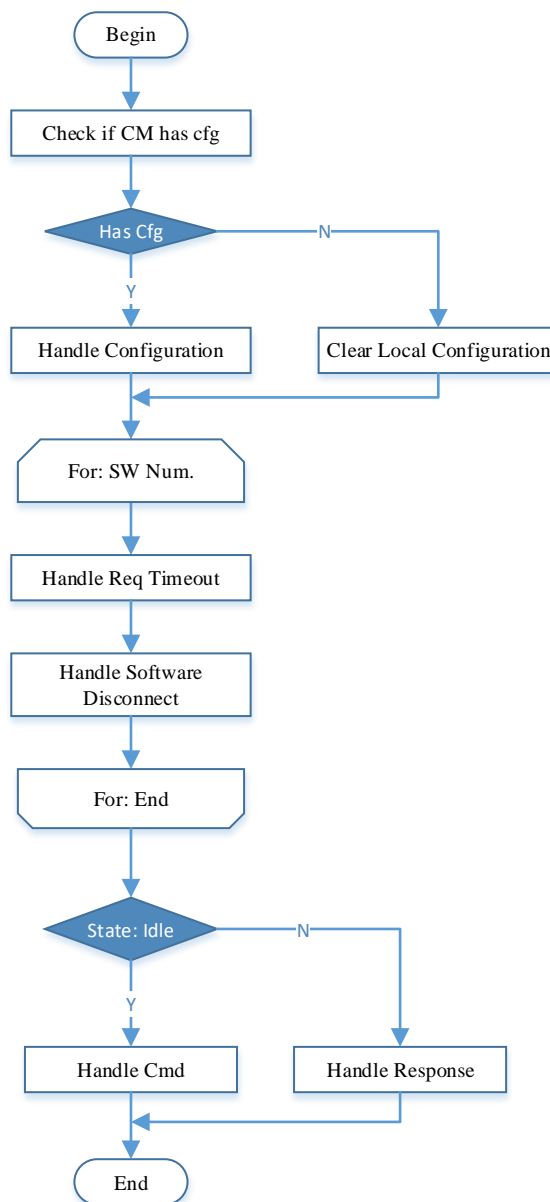 Begin
Check if CM has cfg
Has Cfg
N
Y
Handle Configuration
Clear Local Configuration
For: SW Num.
Handle Req Timeout
Handle Software
Disconnect
For: End
State: Idle
N
Y
Handle Cmd
Handle Response
End